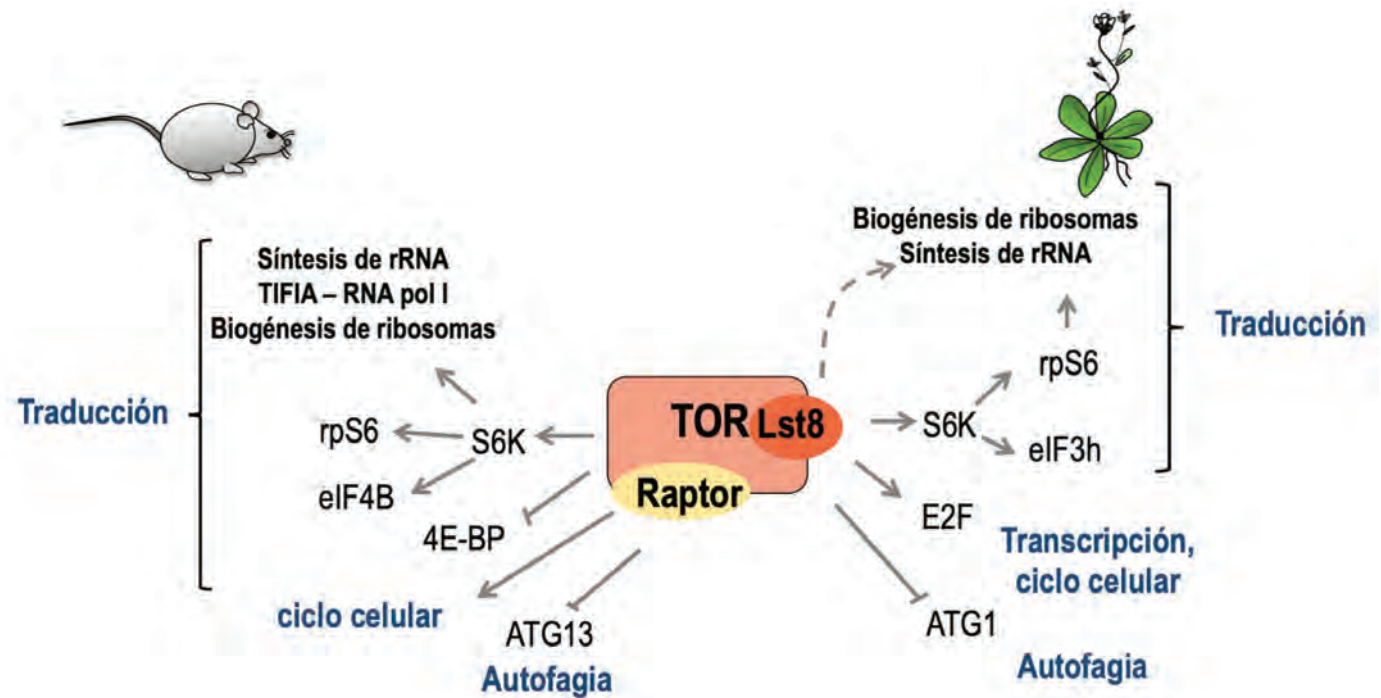 Síntesis de rRNA
TIFIA – RNA pol I
Biogénesis de ribosomas
Traducción
rpS6
S6K
eIF4B
4E-BP
ciclo celular
ATG13
Autofagia
TOR
Lst8
Raptor
Biogénesis de ribosomas
Síntesis de rRNA
Traducción
rpS6
S6K
eIF3h
E2F
Transcripción,
ciclo celular
ATG1
Autofagia